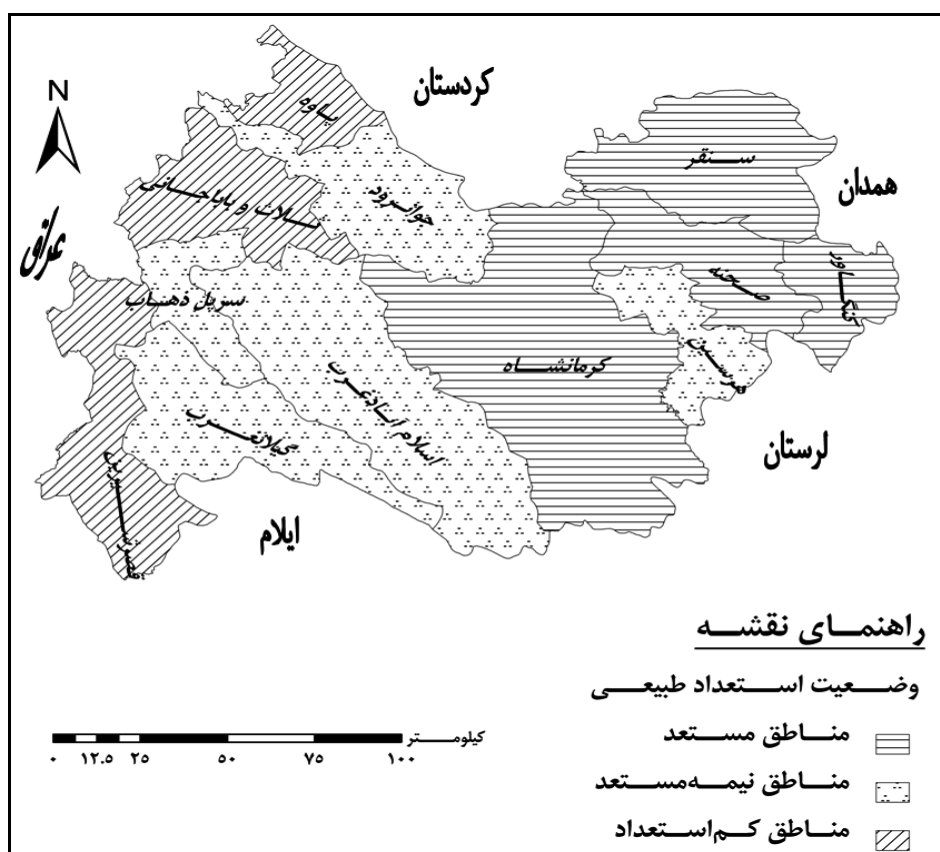 کردستان
N
پاوه
سنقر
همدان
جوانرود
ثلاث و باباجانی
عراق
کنگاور
صحنه
سرپل ذهاب
هرسین
کرمانشاه
اسلام آباد غرب
گیلانغرب
لرستان
قصرشیرین
ایلام
راهنمای نقشه
وضعیت استعداد طبیعی
مناطق مستعد
مناطق نیمه‌مستعد
مناطق کم‌استعداد
کیلومتر
۰ ۱۲.۵ ۲۵ ۵۰ ۷۵ ۱۰۰